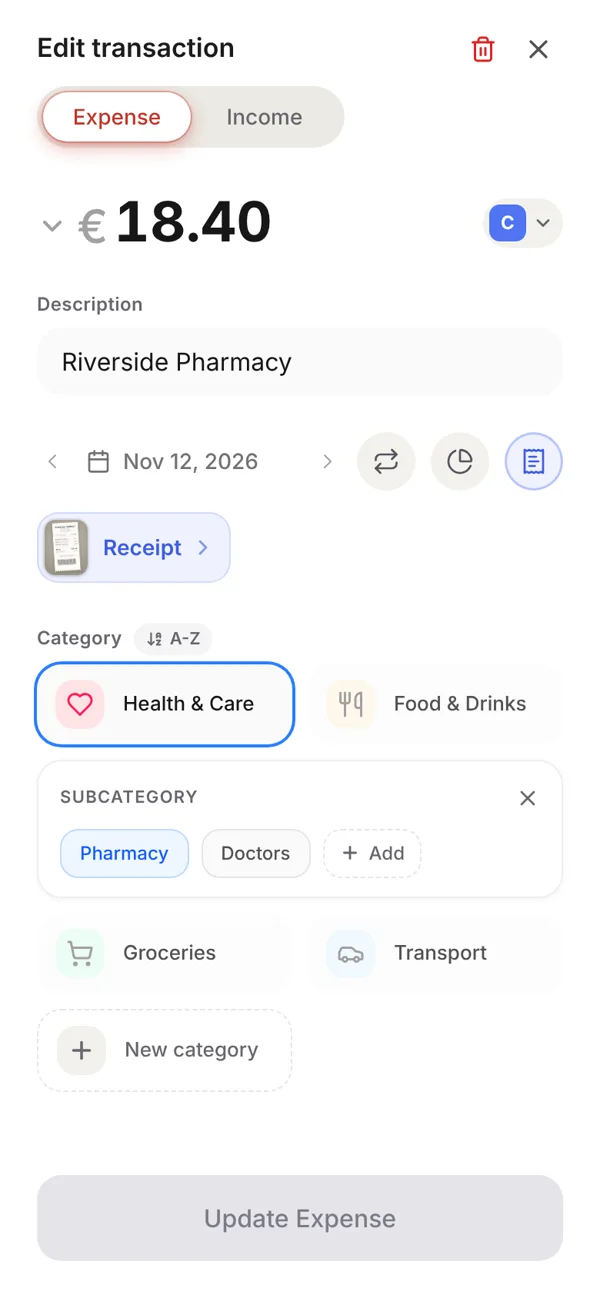 Edit transaction
Expense Income
€ 18.40 C
Description
Riverside Pharmacy
Nov 12, 2026
Receipt
Category A-Z
Health & Care Food & Drinks
SUBCATEGORY
Pharmacy Doctors + Add
Groceries Transport
+ New category
Update Expense